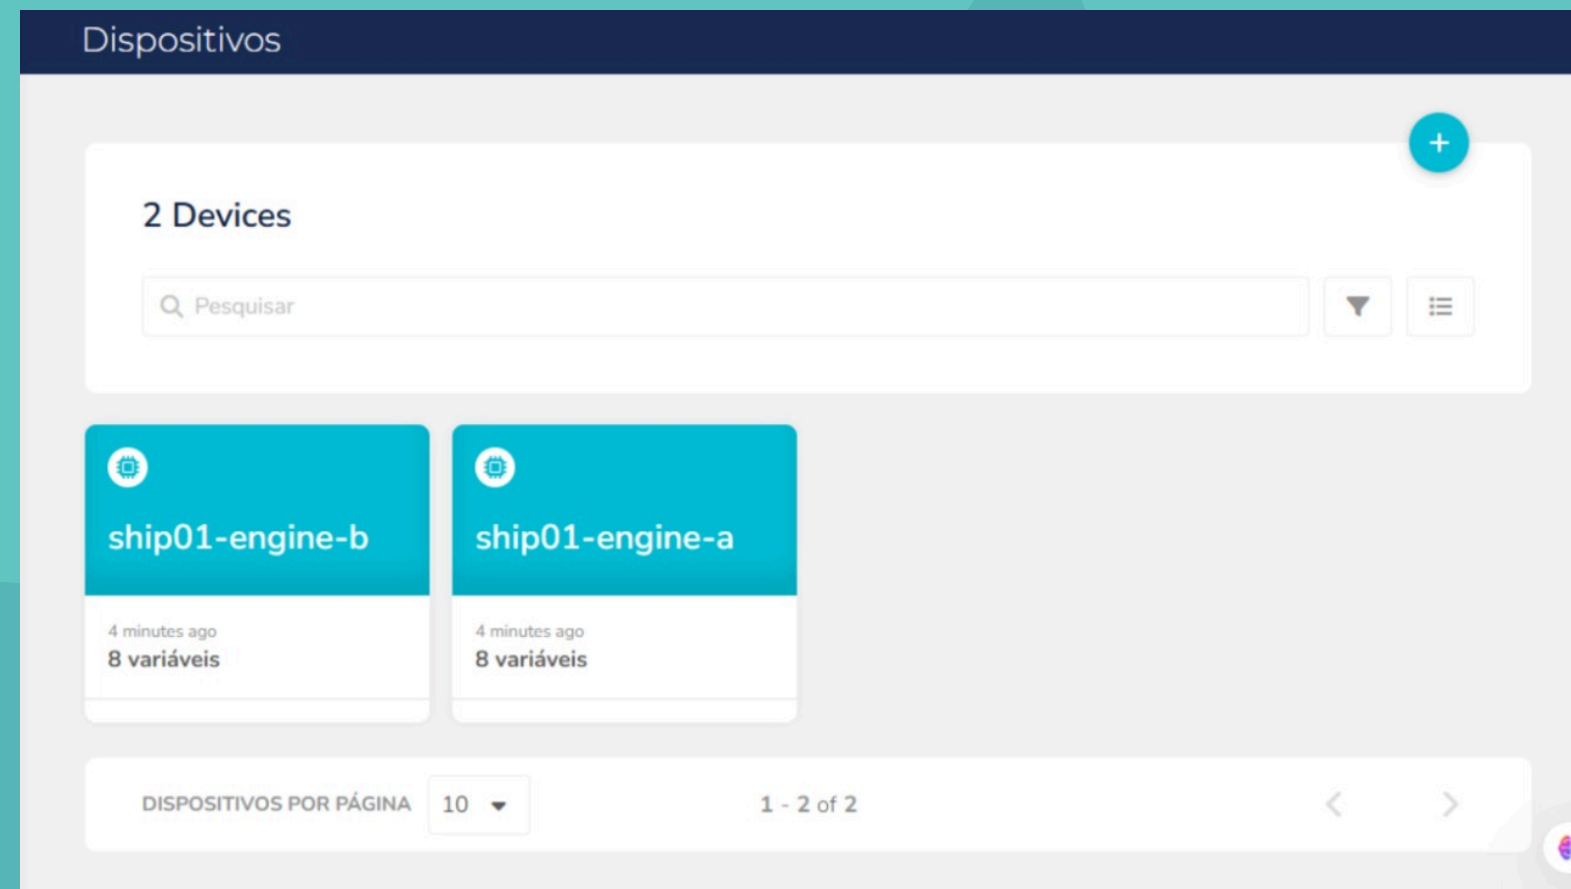 Dispositivos
2 Devices
Pesquisar
ship01-engine-b
4 minutes ago
8 variáveis
ship01-engine-a
4 minutes ago
8 variáveis
DISPOSITIVOS POR PÁGINA 10 1 - 2 of 2